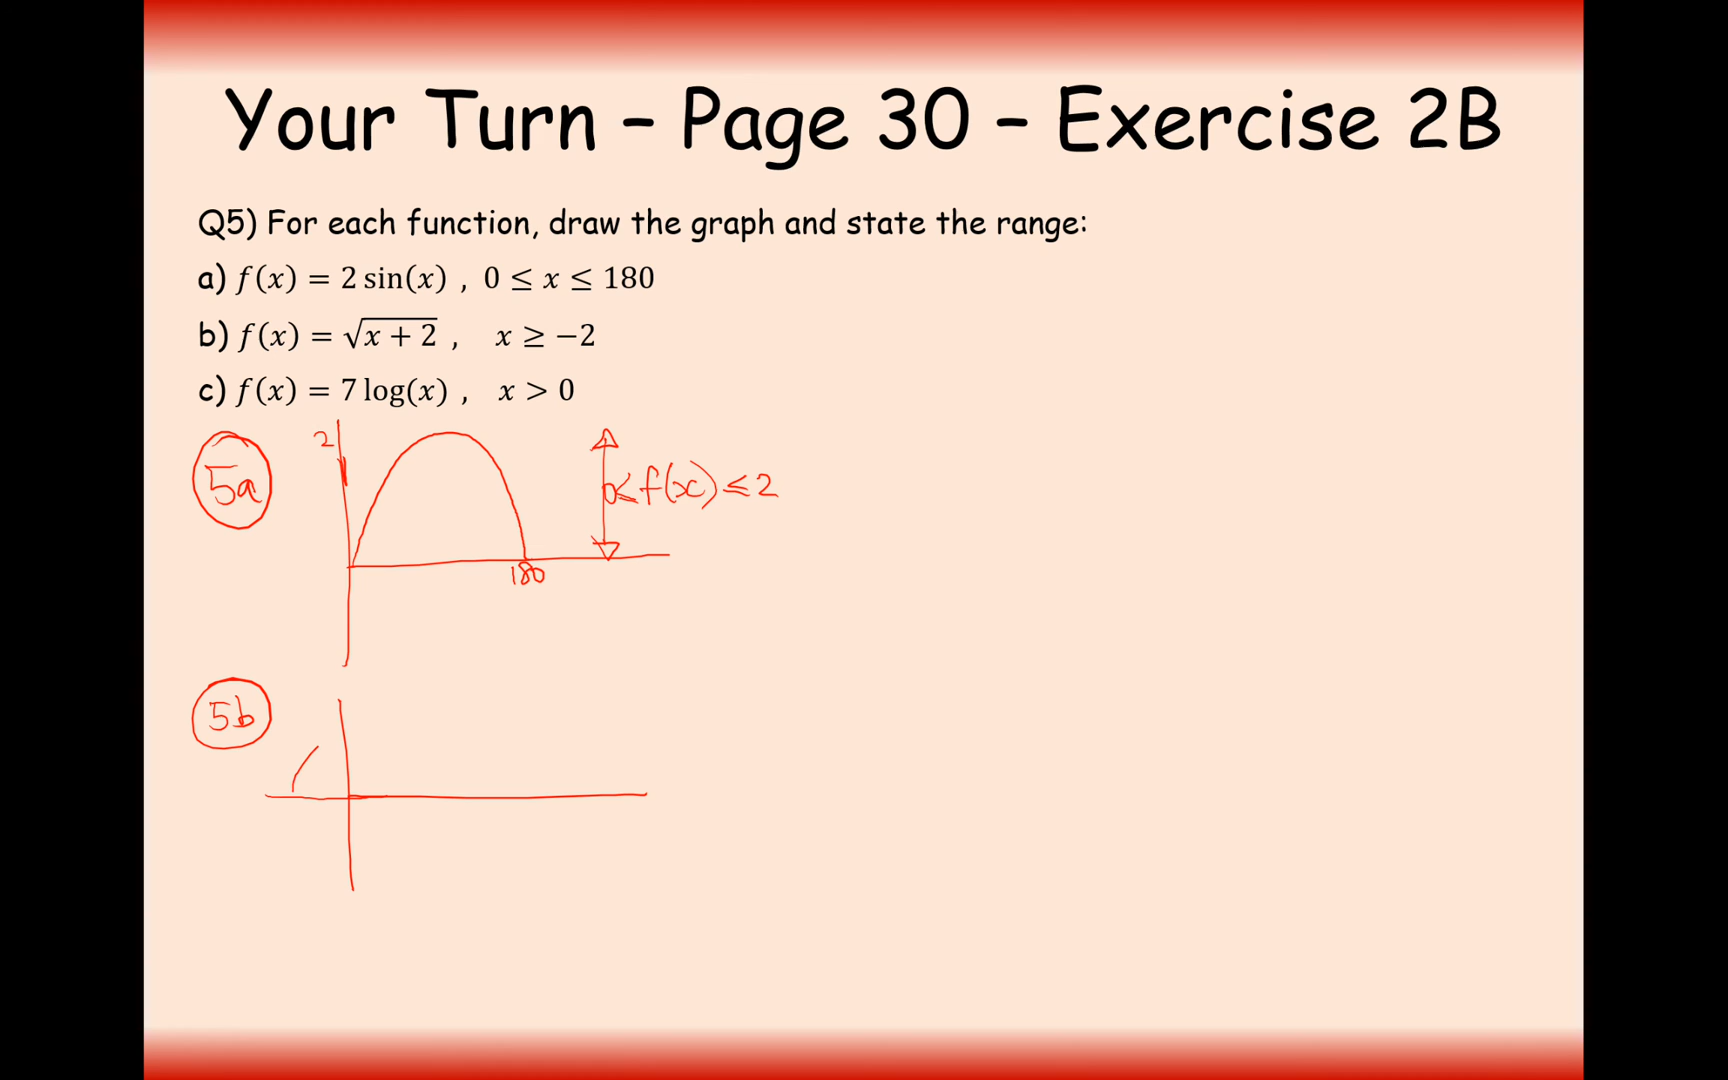 Your Turn – Page 30 – Exercise 2B
Q5) For each function, draw the graph and state the range:
a) f(x) = 2 sin(x) , 0 ≤ x ≤ 180
b) f(x) = √(x + 2) , x ≥ −2
c) f(x) = 7 log(x) , x > 0
5a
2
0≤ f(x) ≤ 2
180
5b